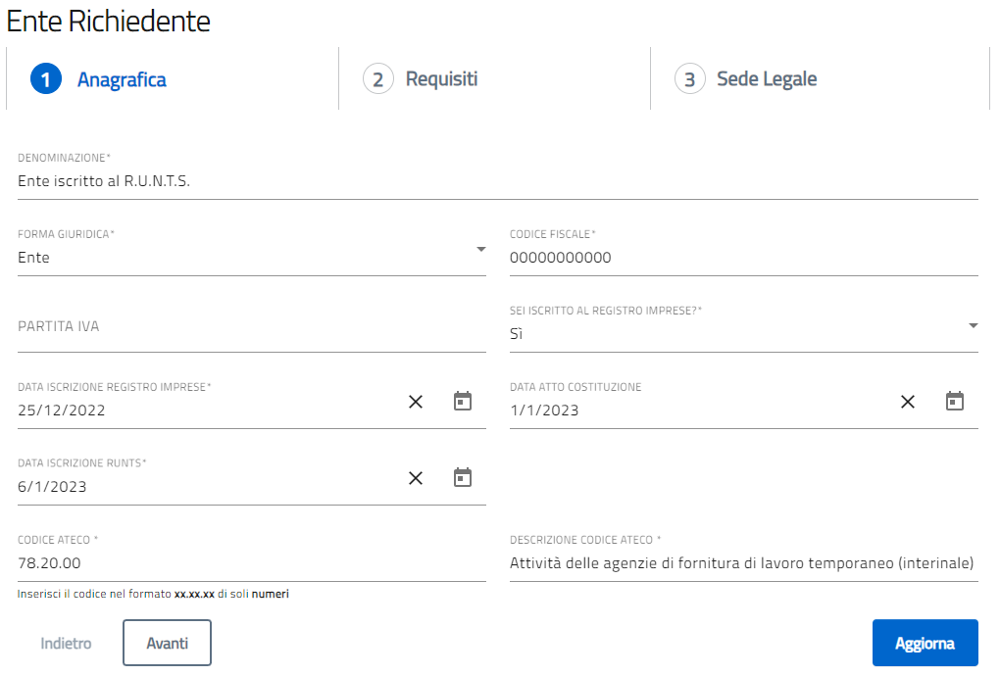 Ente Richiedente
1 Anagrafica
2 Requisiti
3 Sede Legale
DENOMINAZIONE*
Ente iscritto al R.U.N.T.S.
FORMA GIURIDICA*
Ente
CODICE FISCALE*
00000000000
PARTITA IVA
SEI ISCRITTO AL REGISTRO IMPRESE?*
Sì
DATA ISCRIZIONE REGISTRO IMPRESE*
25/12/2022
DATA ATTO COSTITUZIONE
1/1/2023
DATA ISCRIZIONE RUNTS*
6/1/2023
CODICE ATECO *
78.20.00
Inserisci il codice nel formato xx.xx.xx di soli numeri
DESCRIZIONE CODICE ATECO *
Attività delle agenzie di fornitura di lavoro temporaneo (interinale)
Indietro
Avanti
Aggiorna